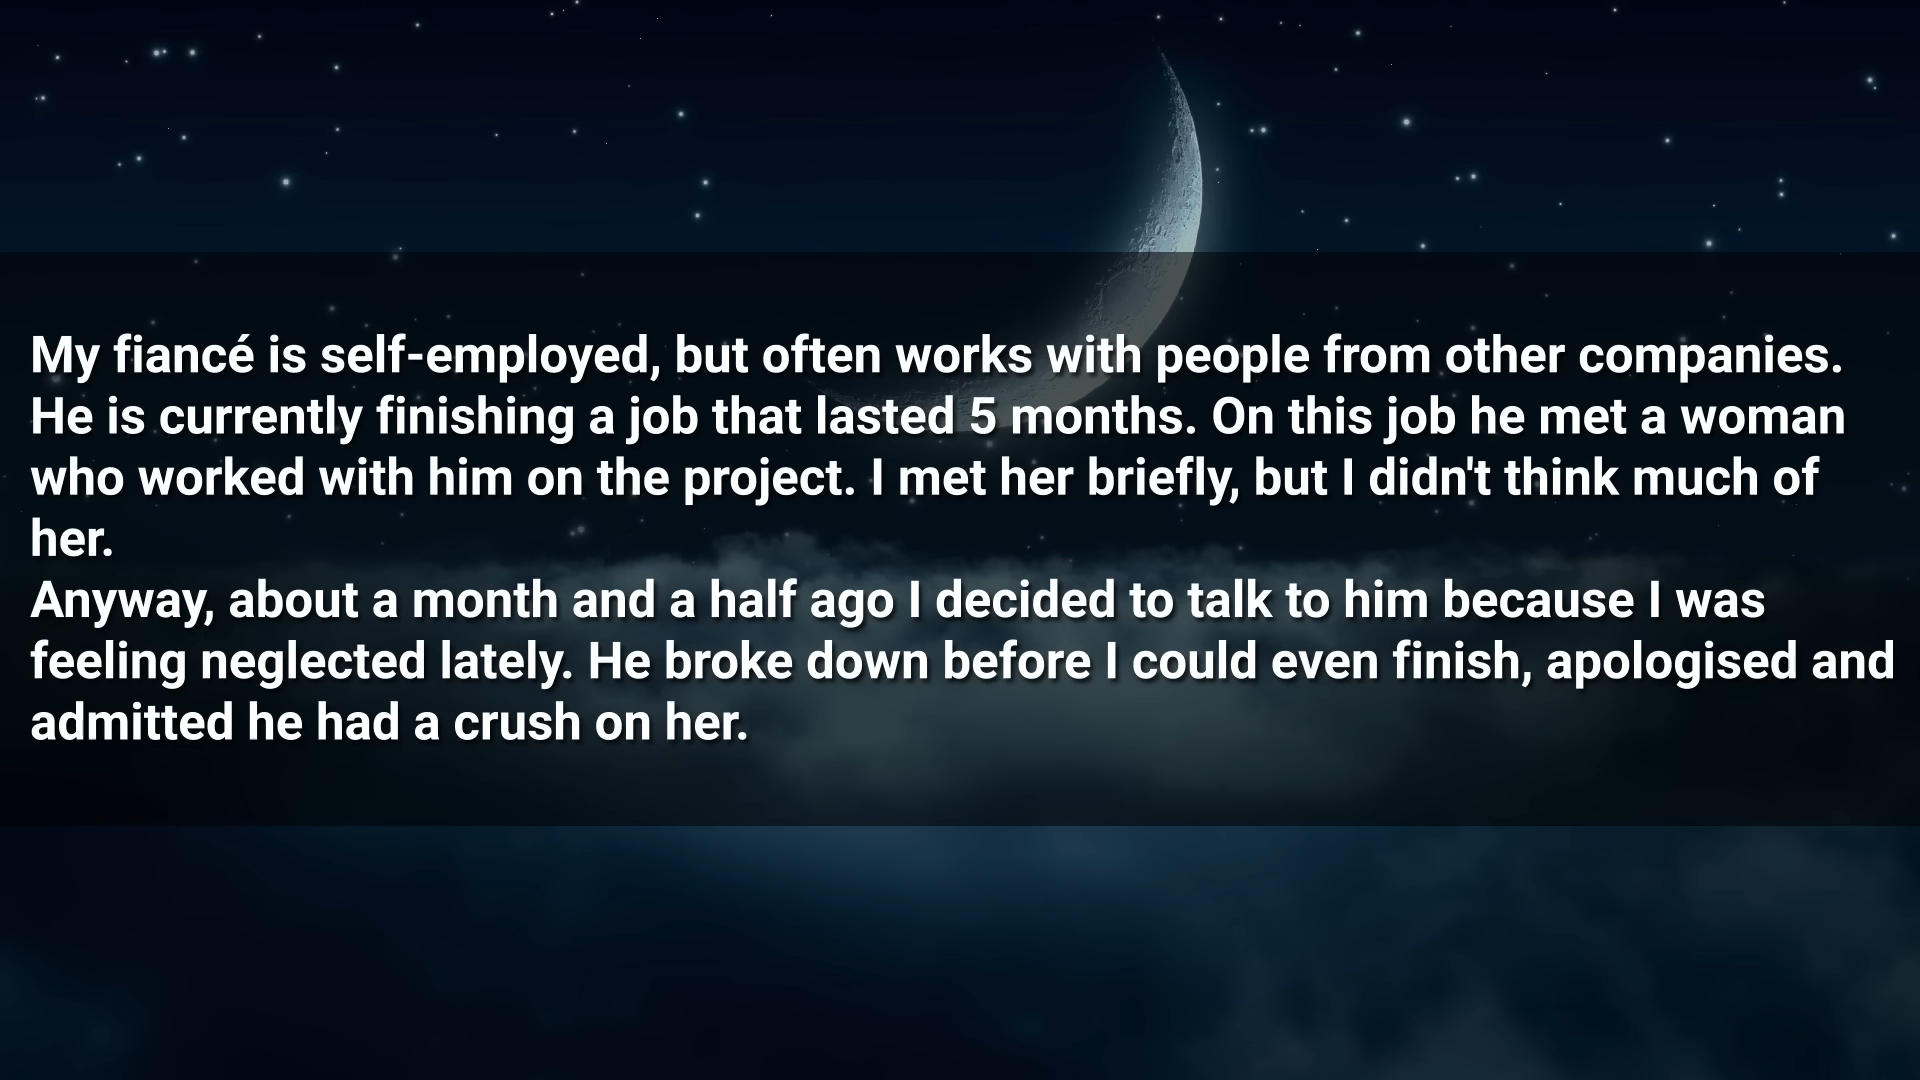 My fiancé is self-employed, but often works with people from other companies.
He is currently finishing a job that lasted 5 months. On this job he met a woman
who worked with him on the project. I met her briefly, but I didn't think much of
her.
Anyway, about a month and a half ago I decided to talk to him because I was
feeling neglected lately. He broke down before I could even finish, apologised and
admitted he had a crush on her.